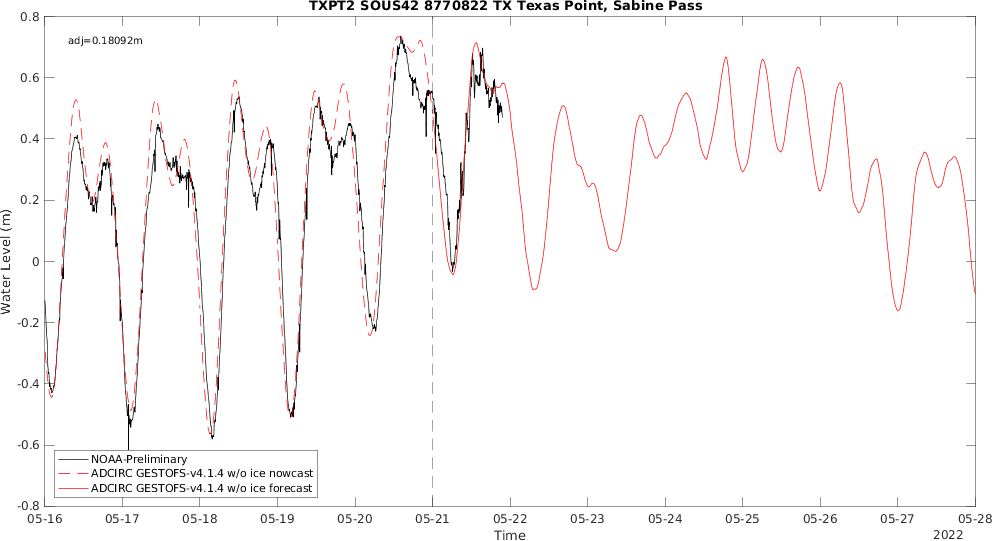 TXPT2 SOUS42 8770822 TX Texas Point, Sabine Pass
adj=0.18092m
Water Level (m)
0.8
0.6
0.4
0.2
0
-0.2
-0.4
-0.6
-0.8
NOAA-Preliminary
ADCIRC GESTOFS-v4.1.4 w/o ice nowcast
ADCIRC GESTOFS-v4.1.4 w/o ice forecast
05-16 05-17 05-18 05-19 05-20 05-21 05-22 05-23 05-24 05-25 05-26 05-27 05-28
Time
2022